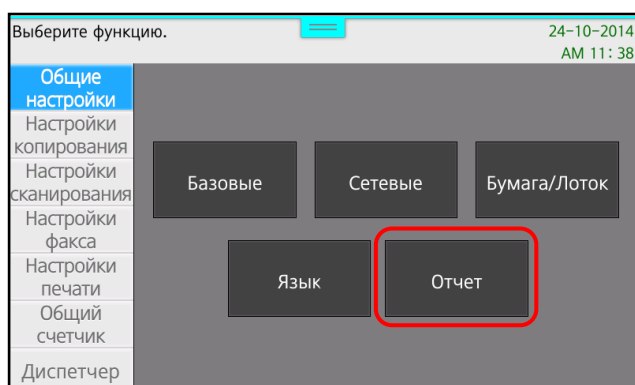 Выберите функцию.
24-10-2014
AM 11:38
Общие
настройки
Настройки
копирования
Настройки
сканирования
Настройки
факса
Настройки
печати
Общий
счетчик
Диспетчер
Базовые
Сетевые
Бумага/Лоток
Язык
Отчет